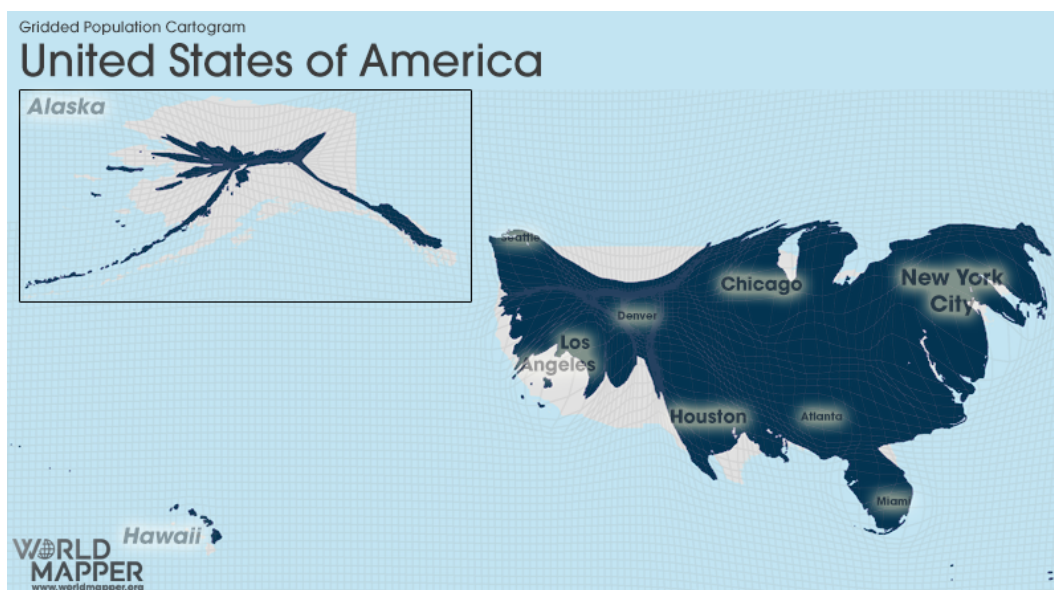 Gridded Population Cartogram
United States of America
Alaska
Seattle
Chicago
New York
City
Denver
Los
Angeles
Houston
Atlanta
Miami
Hawaii
WORLD
MAPPER
www.worldmapper.org